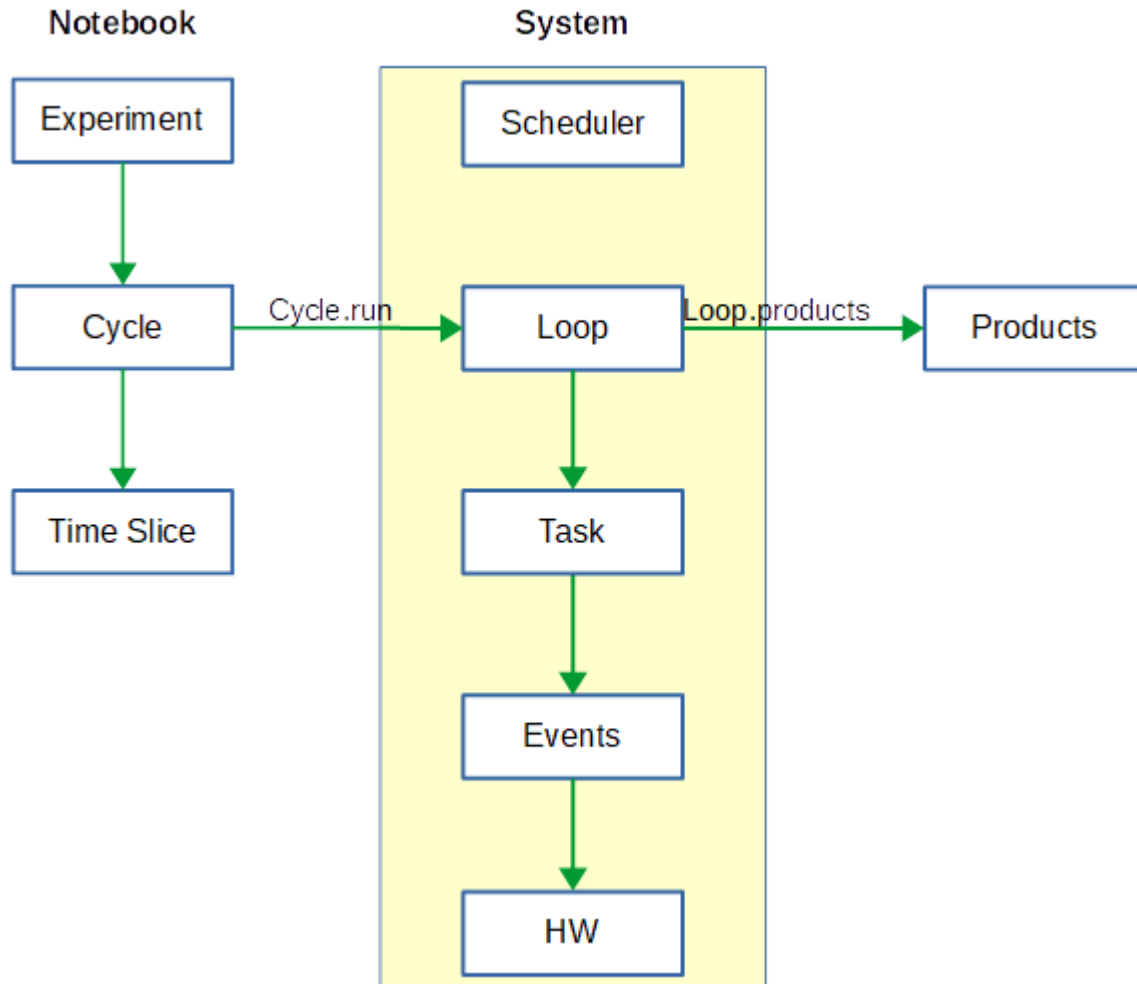 Notebook
System
Experiment
Scheduler
Cycle
Cycle.run
Loop
Loop.products
Products
Time Slice
Task
Events
HW